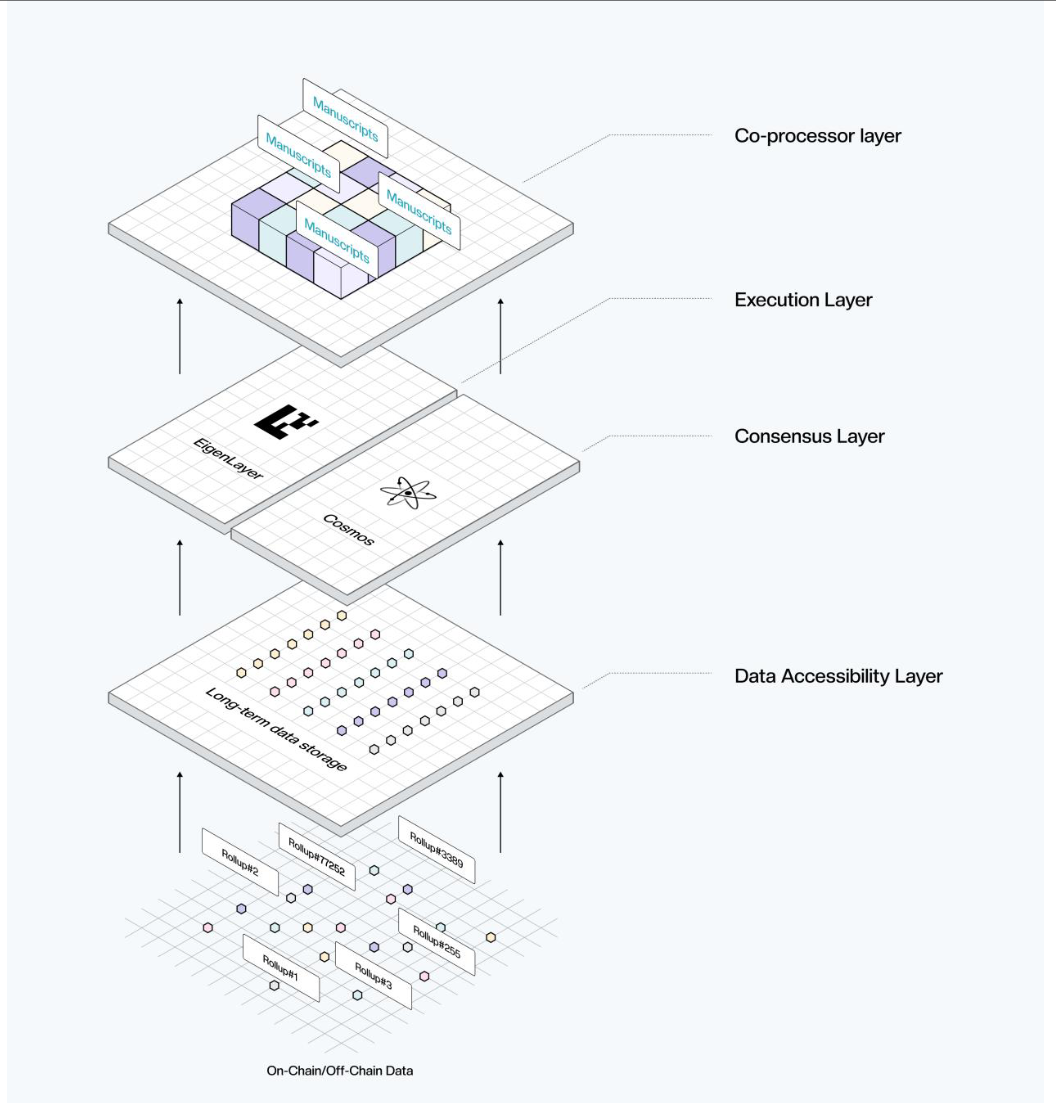 Manuscripts
Manuscripts
Manuscripts
Manuscripts
Co-processor layer
Execution Layer
EigenLayer
Consensus Layer
Cosmos
Data Accessibility Layer
Long-term data storage
Rollup#2
Rollup#77252
Rollup#3389
Rollup#255
Rollup#1
Rollup#3
On-Chain/Off-Chain Data